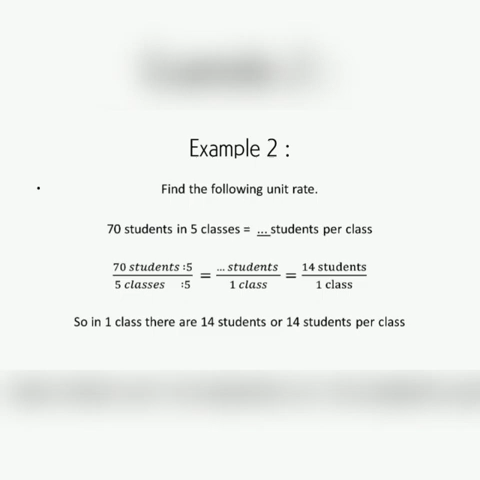 Example 2 :
Find the following unit rate.
70 students in 5 classes = ... students per class
70 students :5 / 5 classes :5 = ... students / 1 class = 14 students / 1 class
So in 1 class there are 14 students or 14 students per class